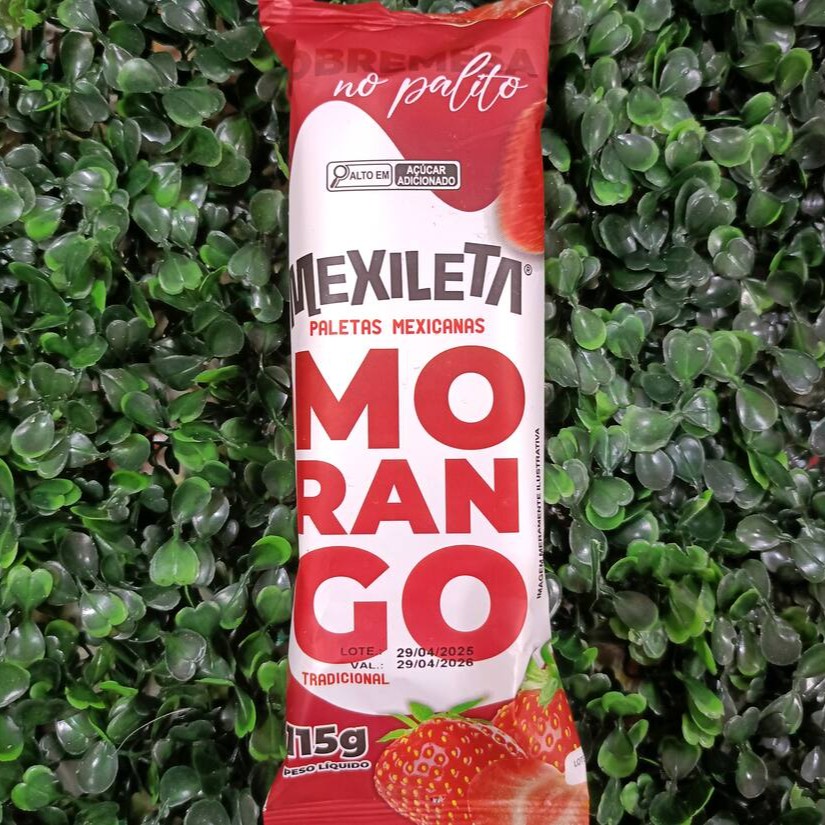 SOBREMESA
no palito
ALTO EM
AÇÚCAR
ADICIONADO
MEXILETA®
PALETAS MEXICANAS
MO
RAN
GO
LOTE.: 29/04/2025
VAL.: 29/04/2026
TRADICIONAL
115g
PESO LÍQUIDO
IMAGEM MERAMENTE ILUSTRATIVA